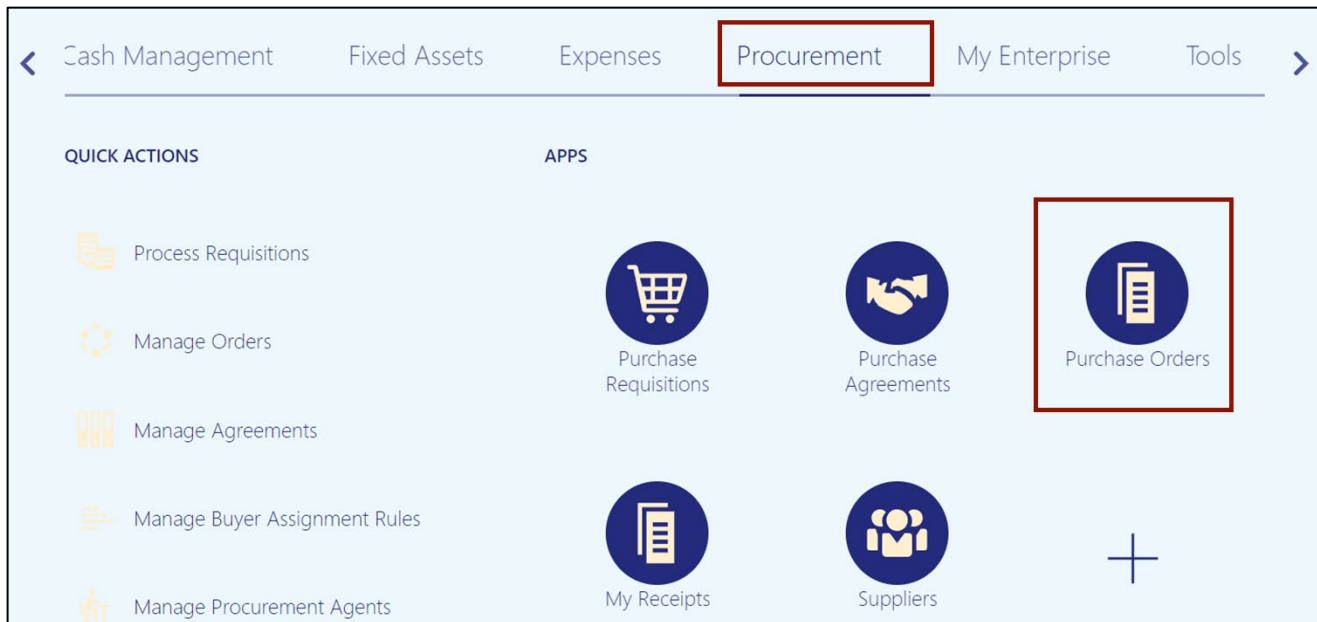 Cash Management Fixed Assets Expenses Procurement My Enterprise Tools
QUICK ACTIONS
Process Requisitions
Manage Orders
Manage Agreements
Manage Buyer Assignment Rules
Manage Procurement Agents
APPS
Purchase
Requisitions
Purchase
Agreements
Purchase Orders
My Receipts
Suppliers